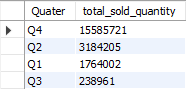 Quater total_sold_quantity
Q4 15585721
Q2 3184205
Q1 1764002
Q3 238961